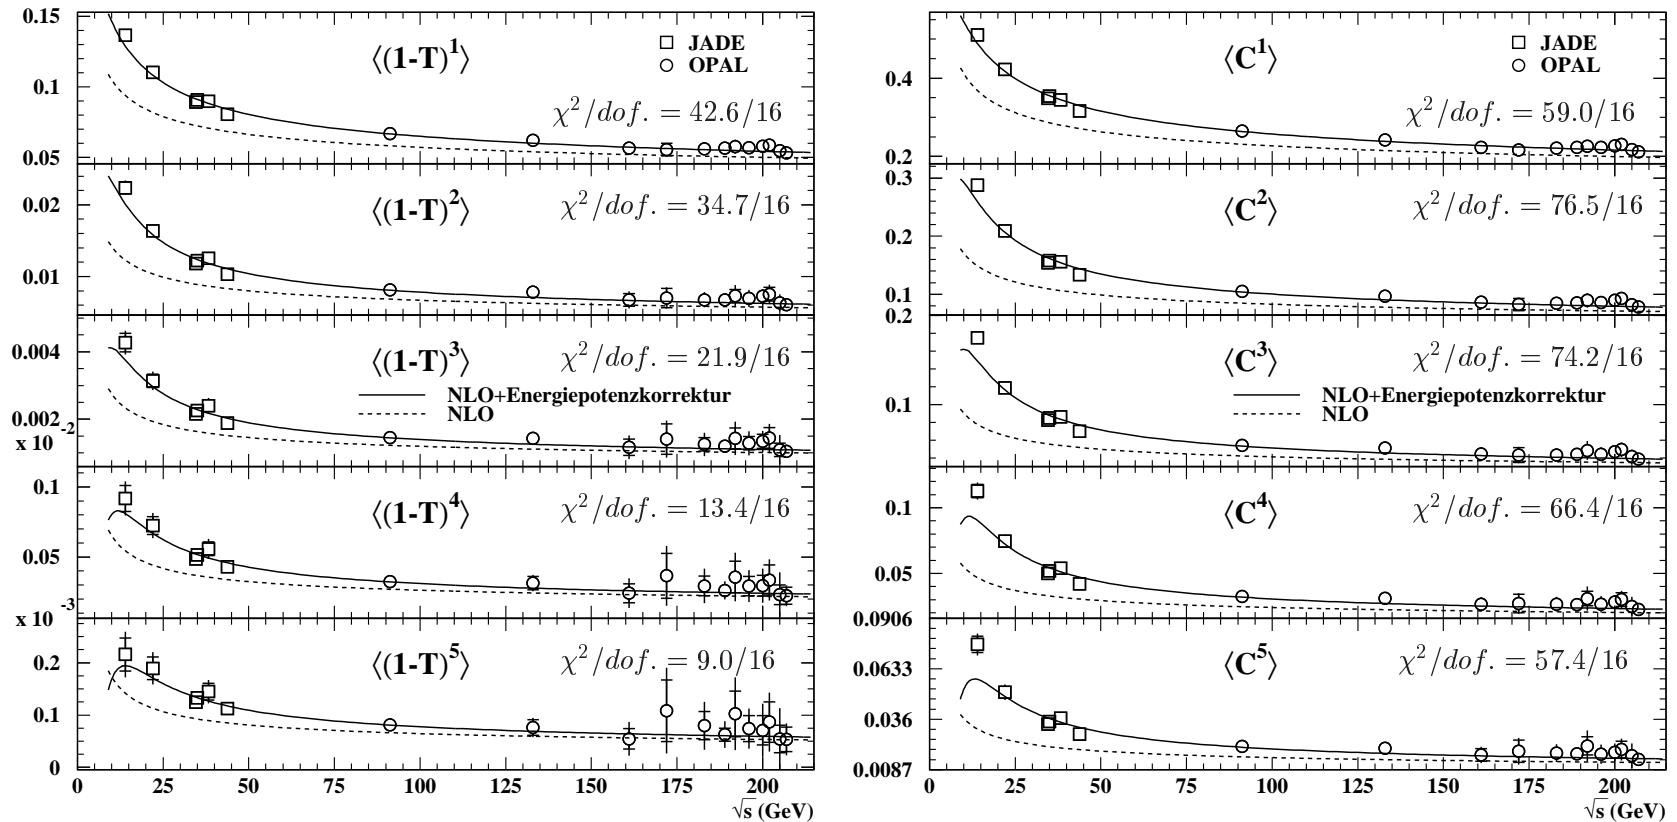 0.15
⟨(1-T)¹⟩
JADE
OPAL
0.1
χ²/dof. = 42.6/16
0.05
⟨(1-T)²⟩
χ²/dof. = 34.7/16
0.02
0.01
⟨(1-T)³⟩
χ²/dof. = 21.9/16
0.004
NLO+Energiepotenzkorrektur
NLO
0.002
x 10⁻²
⟨(1-T)⁴⟩
χ²/dof. = 13.4/16
0.1
0.05
x 10⁻³
⟨(1-T)⁵⟩
χ²/dof. = 9.0/16
0.2
0.1
0
0 25 50 75 100 125 150 175 200
√s (GeV)
⟨C¹⟩
JADE
OPAL
0.4
χ²/dof. = 59.0/16
0.2
0.3
⟨C²⟩
χ²/dof. = 76.5/16
0.2
0.1
0.2
⟨C³⟩
χ²/dof. = 74.2/16
NLO+Energiepotenzkorrektur
0.1
NLO
⟨C⁴⟩
χ²/dof. = 66.4/16
0.1
0.05
0.0906
⟨C⁵⟩
χ²/dof. = 57.4/16
0.0633
0.036
0.0087
0 25 50 75 100 125 150 175 200
√s (GeV)